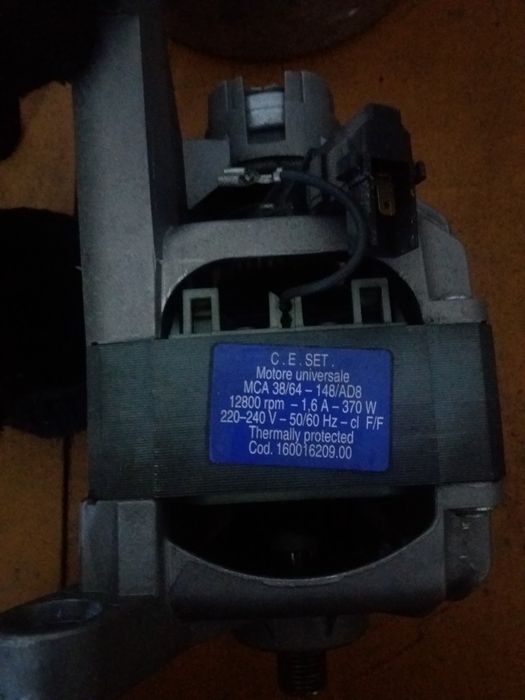 C.E.SET.
Motore universale
MCA 38/64 – 148/AD8
12800 rpm – 1,6 A – 370 W
220–240 V – 50/60 Hz – cl F/F
Thermally protected
Cod. 160016209.00